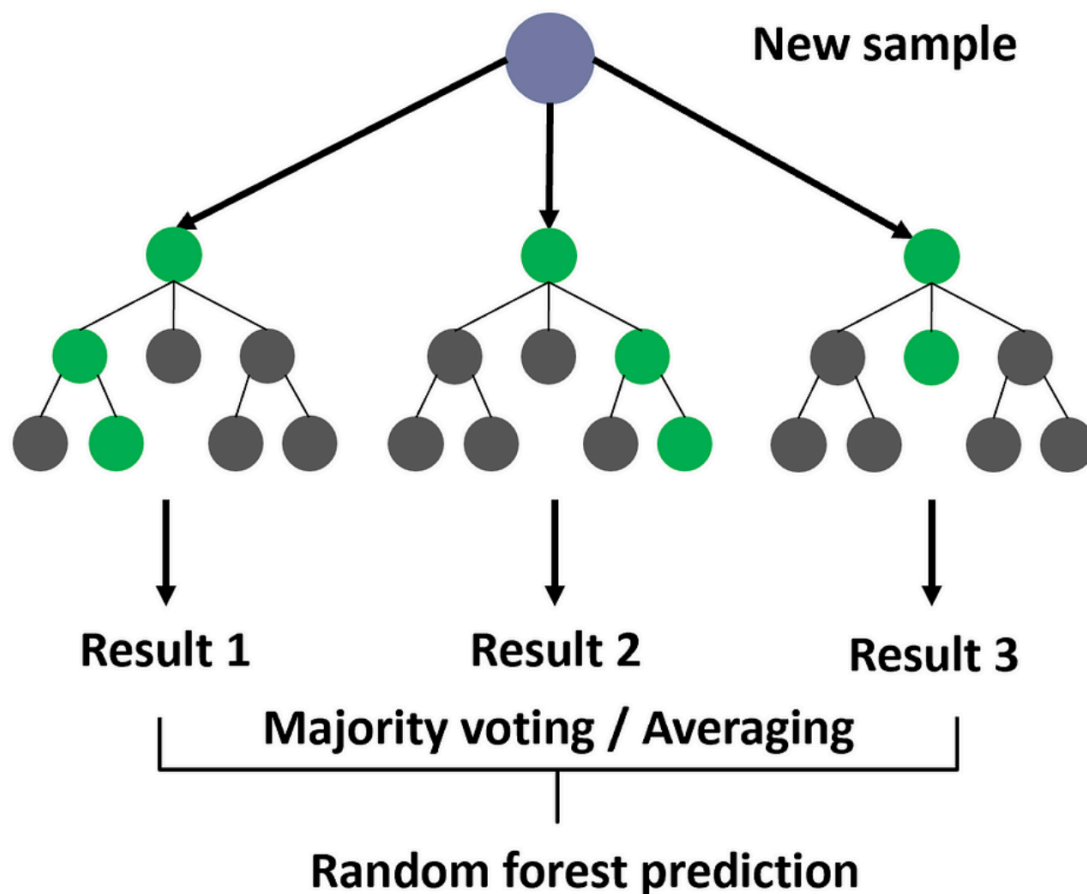 New sample
Result 1
Result 2
Result 3
Majority voting / Averaging
Random forest prediction